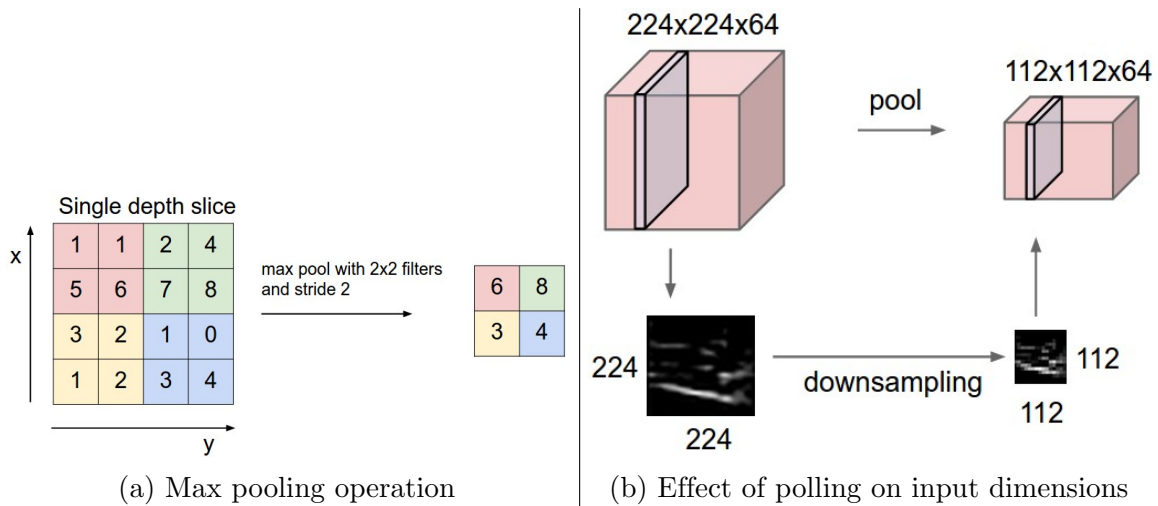 Single depth slice
x
1 1 2 4
5 6 7 8
3 2 1 0
1 2 3 4
y
max pool with 2x2 filters
and stride 2
6 8
3 4
(a) Max pooling operation
224x224x64
pool
112x112x64
224
224
downsampling
112
112
(b) Effect of polling on input dimensions